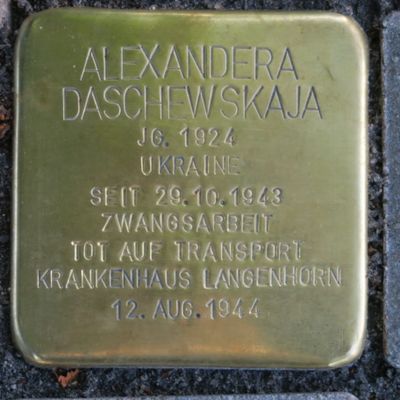 ALEXANDERA
DASCHEWSKAJA
JG. 1924
UKRAINE
SEIT 29.10.1943
ZWANGSARBEIT
TOT AUF TRANSPORT
KRANKENHAUS LANGENHORN
12. AUG. 1944